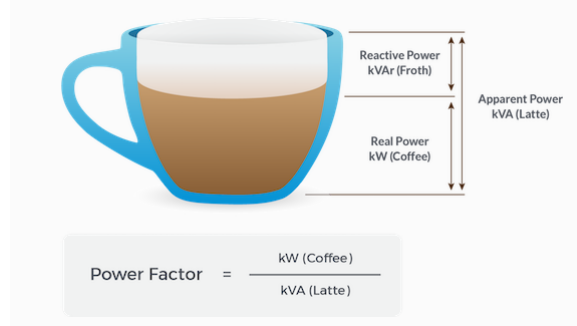 Reactive Power
kVAr (Froth)
Apparent Power
kVA (Latte)
Real Power
kW (Coffee)
Power Factor = kW (Coffee)
kVA (Latte)